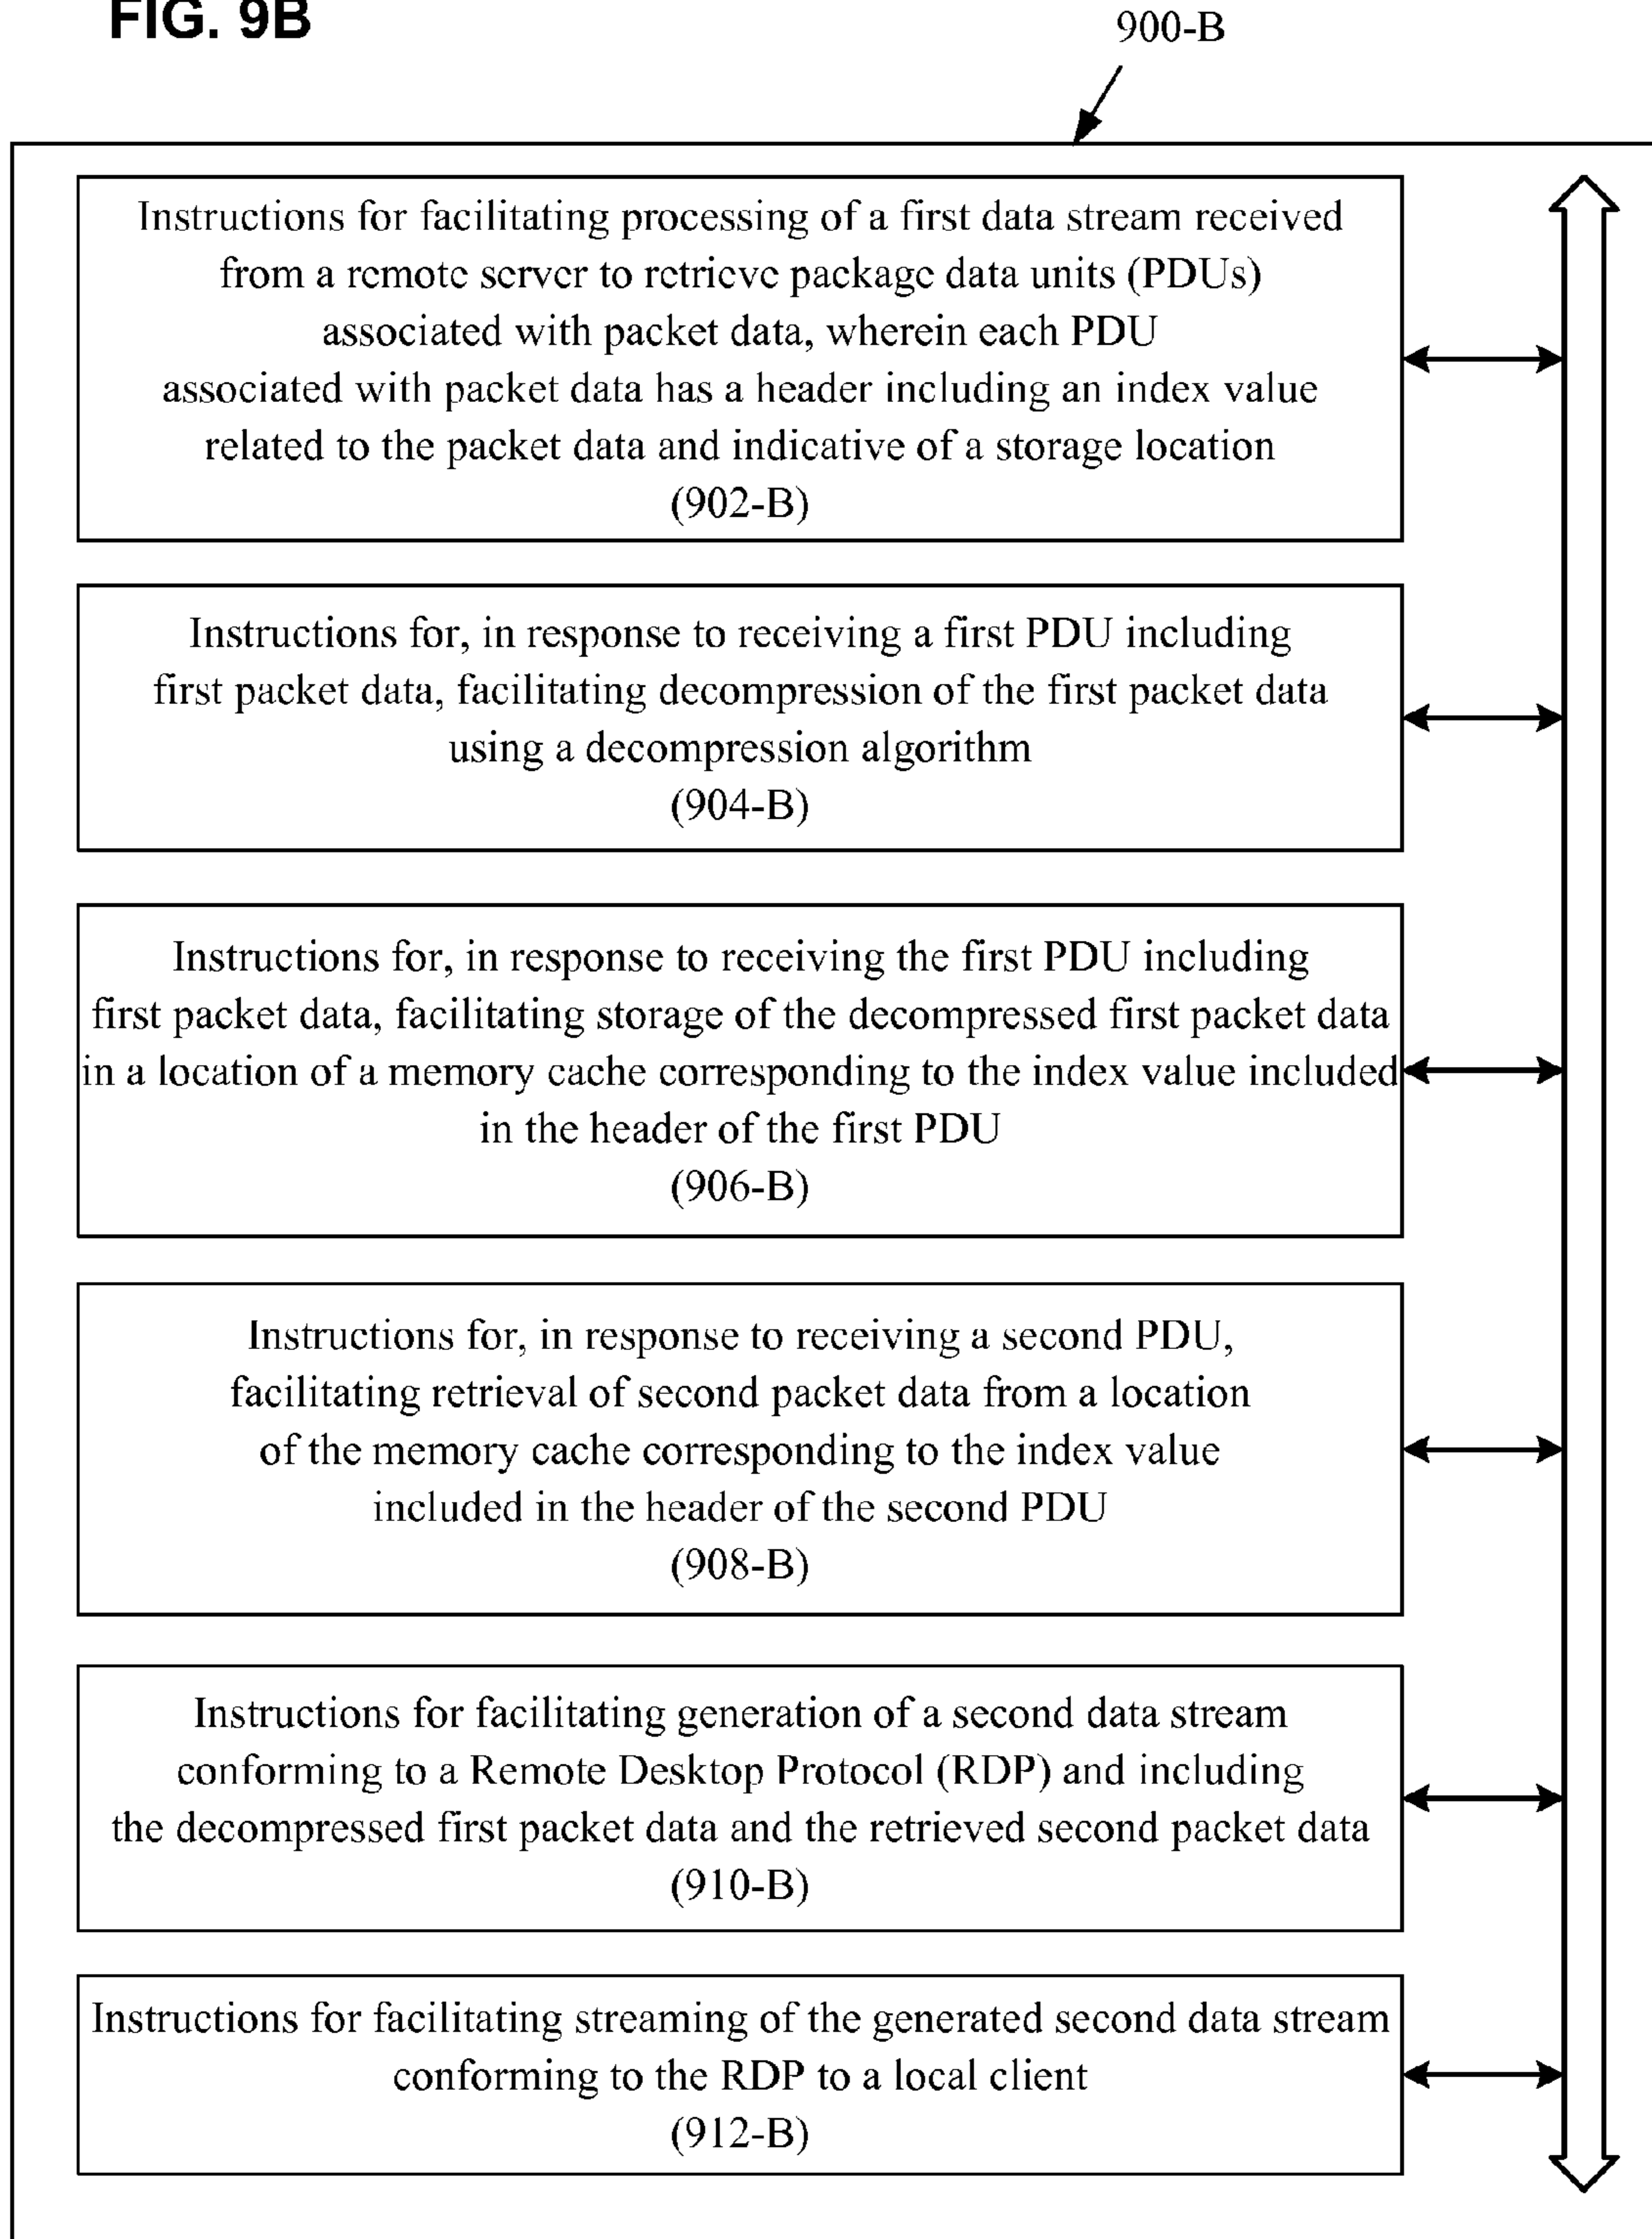 FIG. 9B
900-B
Instructions for facilitating processing of a first data stream received
from a remote server to retrieve package data units (PDUs)
associated with packet data, wherein each PDU
associated with packet data has a header including an index value
related to the packet data and indicative of a storage location
(902-B)
Instructions for, in response to receiving a first PDU including
first packet data, facilitating decompression of the first packet data
using a decompression algorithm
(904-B)
Instructions for, in response to receiving the first PDU including
first packet data, facilitating storage of the decompressed first packet data
in a location of a memory cache corresponding to the index value included
in the header of the first PDU
(906-B)
Instructions for, in response to receiving a second PDU,
facilitating retrieval of second packet data from a location
of the memory cache corresponding to the index value
included in the header of the second PDU
(908-B)
Instructions for facilitating generation of a second data stream
conforming to a Remote Desktop Protocol (RDP) and including
the decompressed first packet data and the retrieved second packet data
(910-B)
Instructions for facilitating streaming of the generated second data stream
conforming to the RDP to a local client
(912-B)